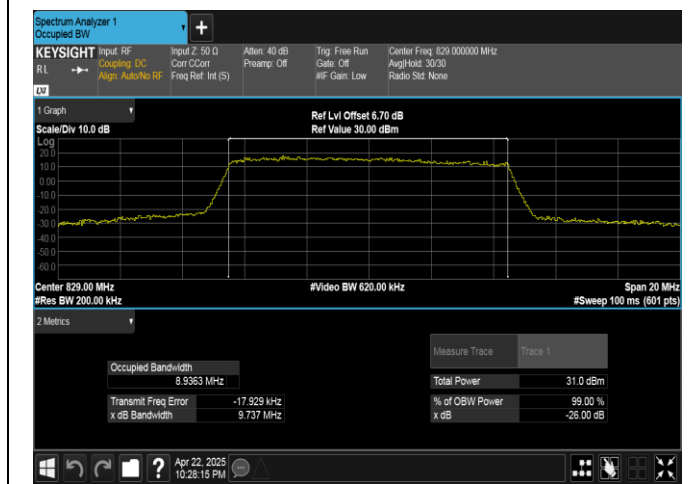 Spectrum Analyzer 1
Occupied BW
+
KEYSIGHT
RL
LXI
Input: RF
Coupling: DC
Align: Auto/No RF
Input Z: 50 Ω
Corr CCorr
Freq Ref: Int (S)
Atten: 40 dB
Preamp: Off
Trig: Free Run
Gate: Off
#IF Gain: Low
Center Freq: 829.000000 MHz
Avg|Hold: 30/30
Radio Std: None
1 Graph
Scale/Div 10.0 dB
Ref Lvl Offset 6.70 dB
Ref Value 30.00 dBm
Log
20.0
10.0
0.00
-10.0
-20.0
-30.0
-40.0
-50.0
-60.0
Center 829.00 MHz
#Video BW 620.00 kHz
Span 20 MHz
#Res BW 200.00 kHz
#Sweep 100 ms (601 pts)
2 Metrics
Measure Trace
Trace 1
Occupied Bandwidth
8.9363 MHz
Total Power
31.0 dBm
Transmit Freq Error
-17.929 kHz
% of OBW Power
99.00 %
x dB Bandwidth
9.737 MHz
x dB
-26.00 dB
?
Apr 22, 2025
10:28:15 PM